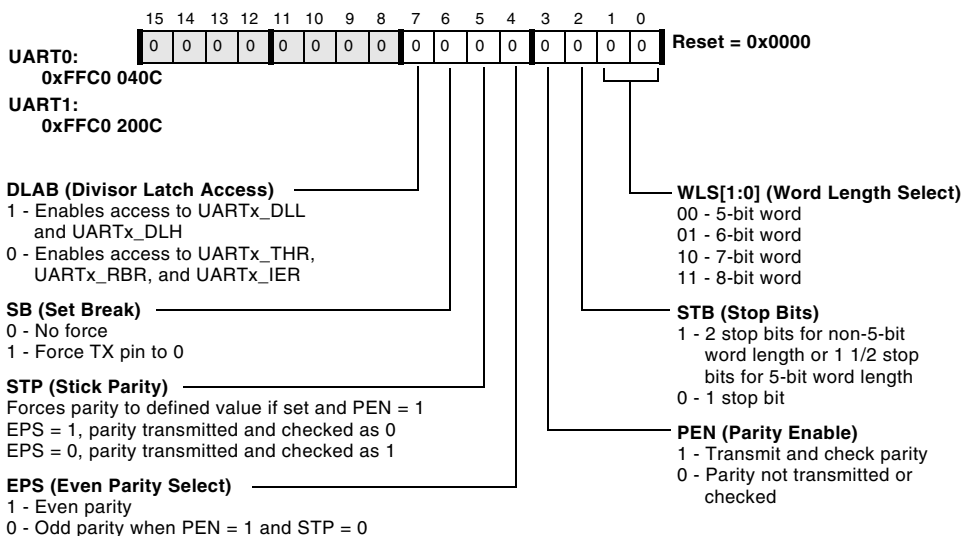 15 14 13 12 11 10 9 8 7 6 5 4 3 2 1 0
0 0 0 0 0 0 0 0 0 0 0 0 0 0 0 0 Reset = 0x0000
UART0:
0xFFC0 040C
UART1:
0xFFC0 200C
DLAB (Divisor Latch Access)
1 - Enables access to UARTx_DLL
and UARTx_DLH
0 - Enables access to UARTx_THR,
UARTx_RBR, and UARTx_IER
SB (Set Break)
0 - No force
1 - Force TX pin to 0
STP (Stick Parity)
Forces parity to defined value if set and PEN = 1
EPS = 1, parity transmitted and checked as 0
EPS = 0, parity transmitted and checked as 1
EPS (Even Parity Select)
1 - Even parity
0 - Odd parity when PEN = 1 and STP = 0
WLS[1:0] (Word Length Select)
00 - 5-bit word
01 - 6-bit word
10 - 7-bit word
11 - 8-bit word
STB (Stop Bits)
1 - 2 stop bits for non-5-bit
word length or 1 1/2 stop
bits for 5-bit word length
0 - 1 stop bit
PEN (Parity Enable)
1 - Transmit and check parity
0 - Parity not transmitted or
checked